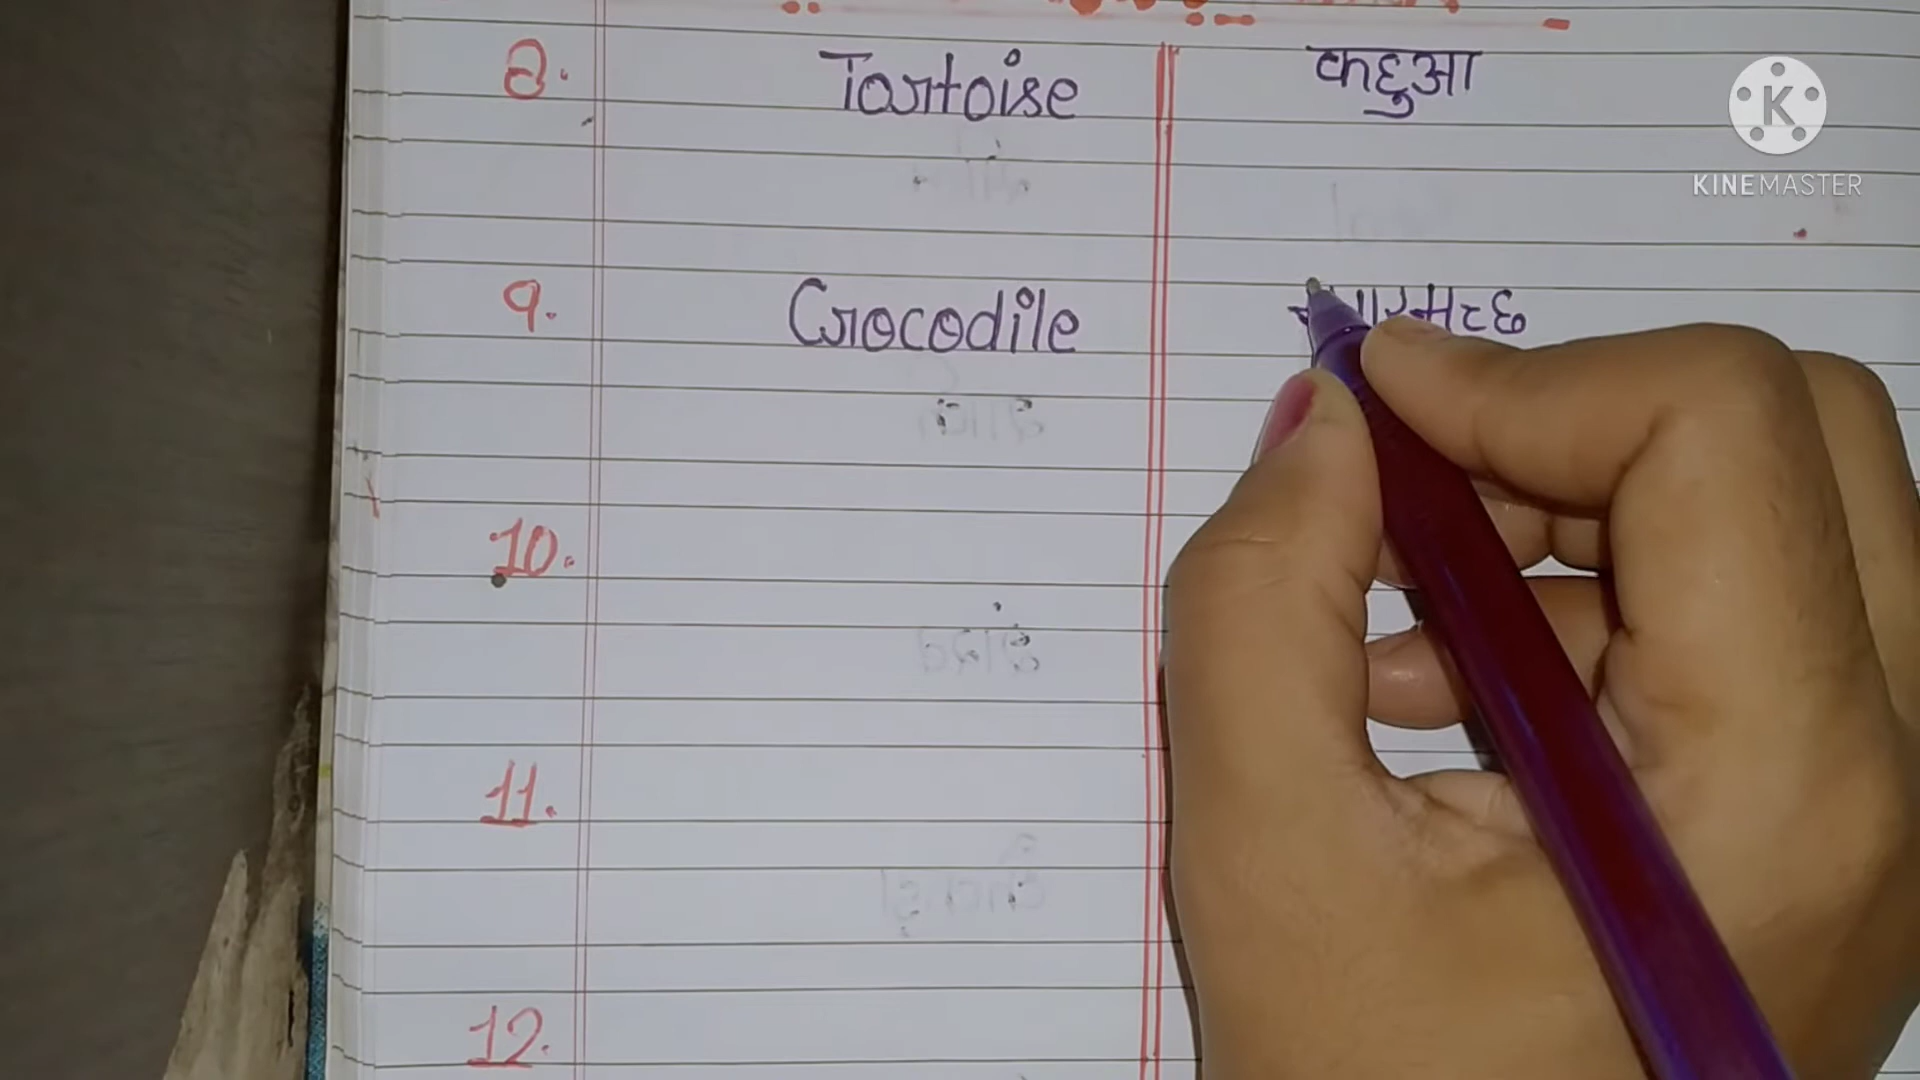 8. Tortoise कछुआ
9. Crocodile
10.
11.
12.
KINEMASTER